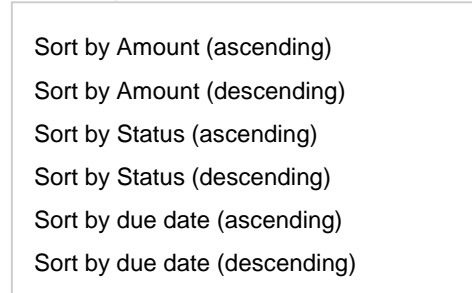 Sort by Amount (ascending)
Sort by Amount (descending)
Sort by Status (ascending)
Sort by Status (descending)
Sort by due date (ascending)
Sort by due date (descending)